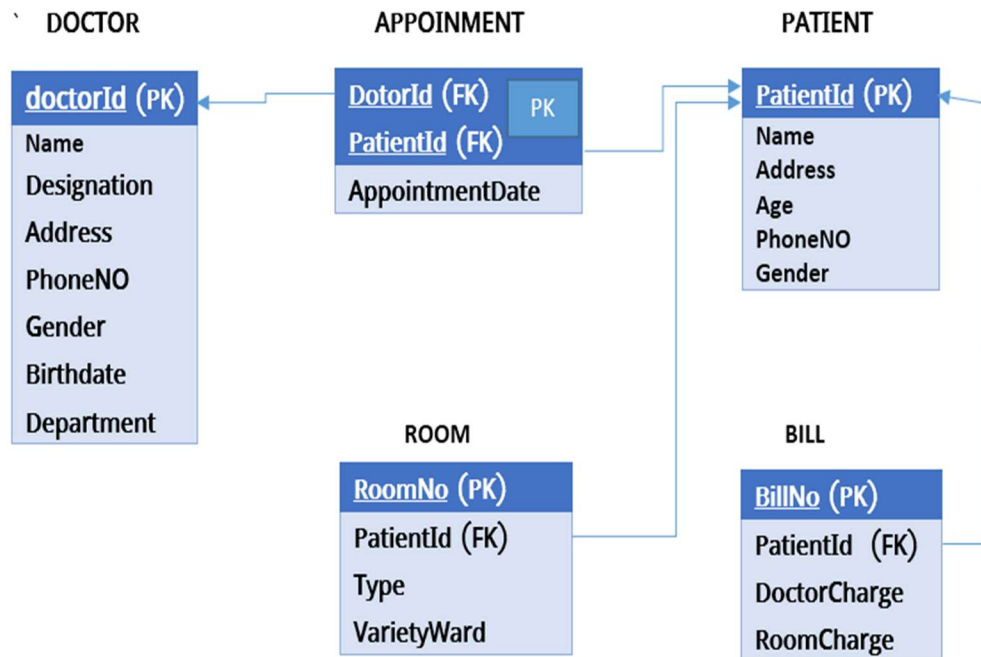 ` DOCTOR
APPOINMENT
PATIENT
doctorId (PK)
Name
Designation
Address
PhoneNO
Gender
Birthdate
Department
DotorId (FK)
PatientId (FK)
PK
AppointmentDate
PatientId (PK)
Name
Address
Age
PhoneNO
Gender
ROOM
RoomNo (PK)
PatientId (FK)
Type
VarietyWard
BILL
BillNo (PK)
PatientId (FK)
DoctorCharge
RoomCharge